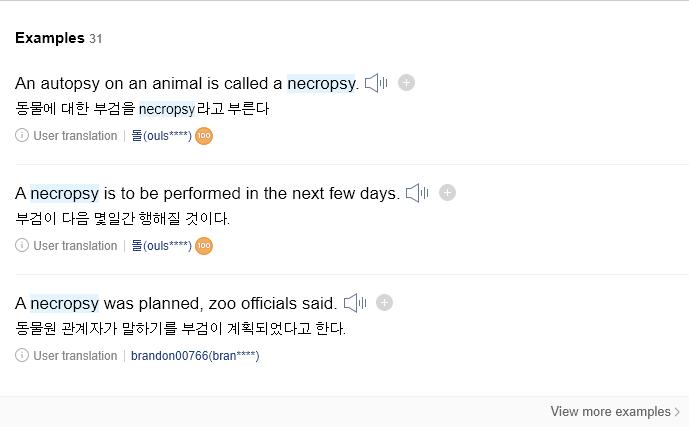 Examples 31
An autopsy on an animal is called a necropsy.
동물에 대한 부검을 necropsy라고 부른다
User translation | 돌(ouls****) 100
A necropsy is to be performed in the next few days.
부검이 다음 몇일간 행해질 것이다.
User translation | 돌(ouls****) 100
A necropsy was planned, zoo officials said.
동물원 관계자가 말하기를 부검이 계획되었다고 한다.
User translation | brandon00766(bran****)
View more examples >